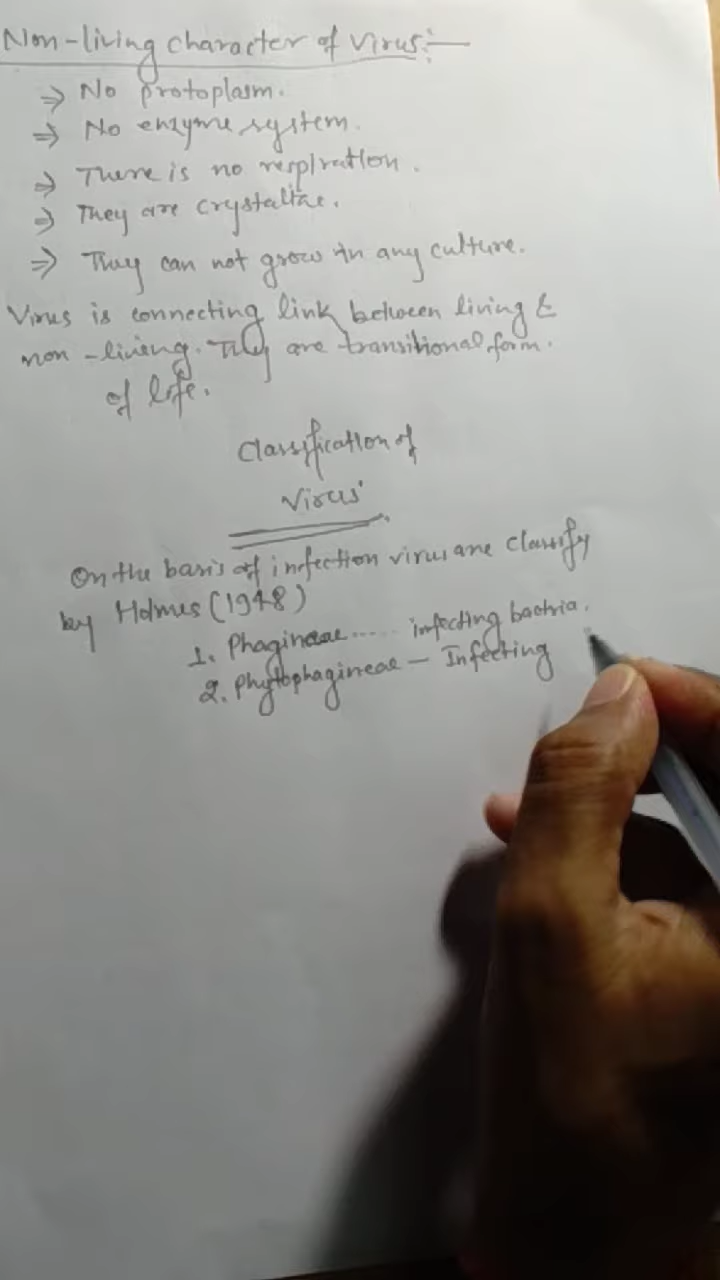 Non-living character of Virus:-
⇒ No protoplasm.
⇒ No enzyme system.
⇒ There is no respiration.
⇒ They are crystaltae.
⇒ They can not grow in any culture.
Virus is connecting link between living &
non-living. They are transitional form.
of life.
Classification of
Virus
On the basis of infection virus are classify
by Holmes (1948)
1. Phagineae ..... infecting bactria.
2. Phytophagineae - Infecting